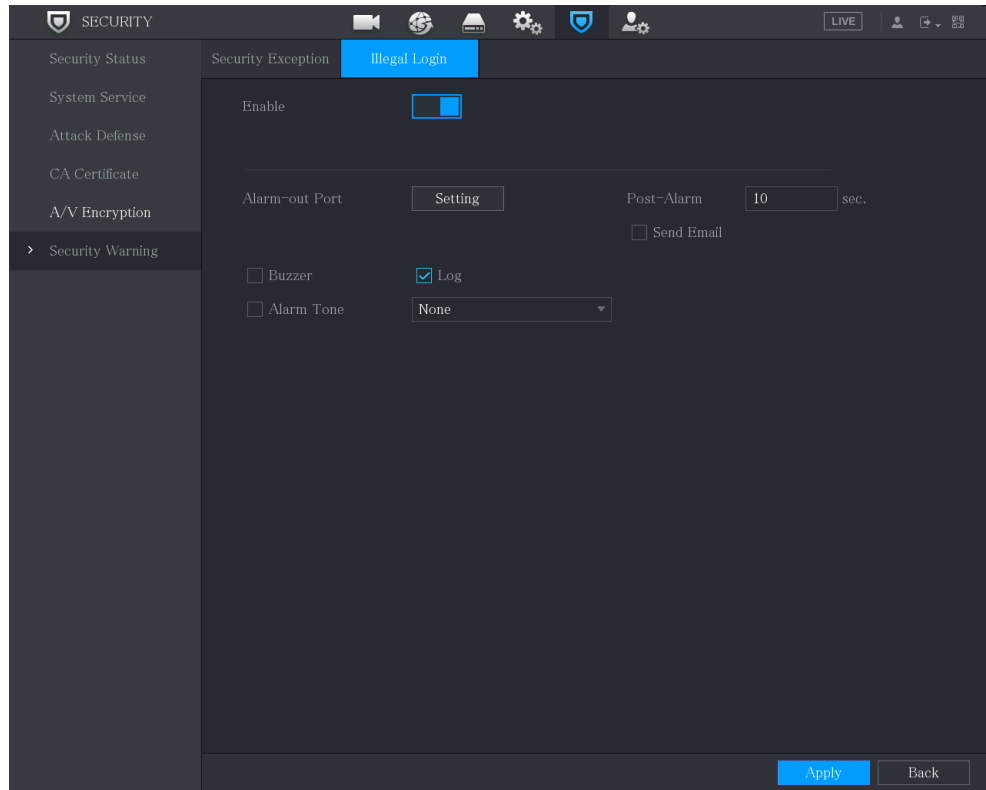 SECURITY
LIVE
Security Status
System Service
Attack Defense
CA Certificate
A/V Encryption
Security Warning
Security Exception
Illegal Login
Enable
Alarm-out Port
Setting
Post-Alarm
10
sec.
Send Email
Buzzer
Log
Alarm Tone
None
Apply
Back